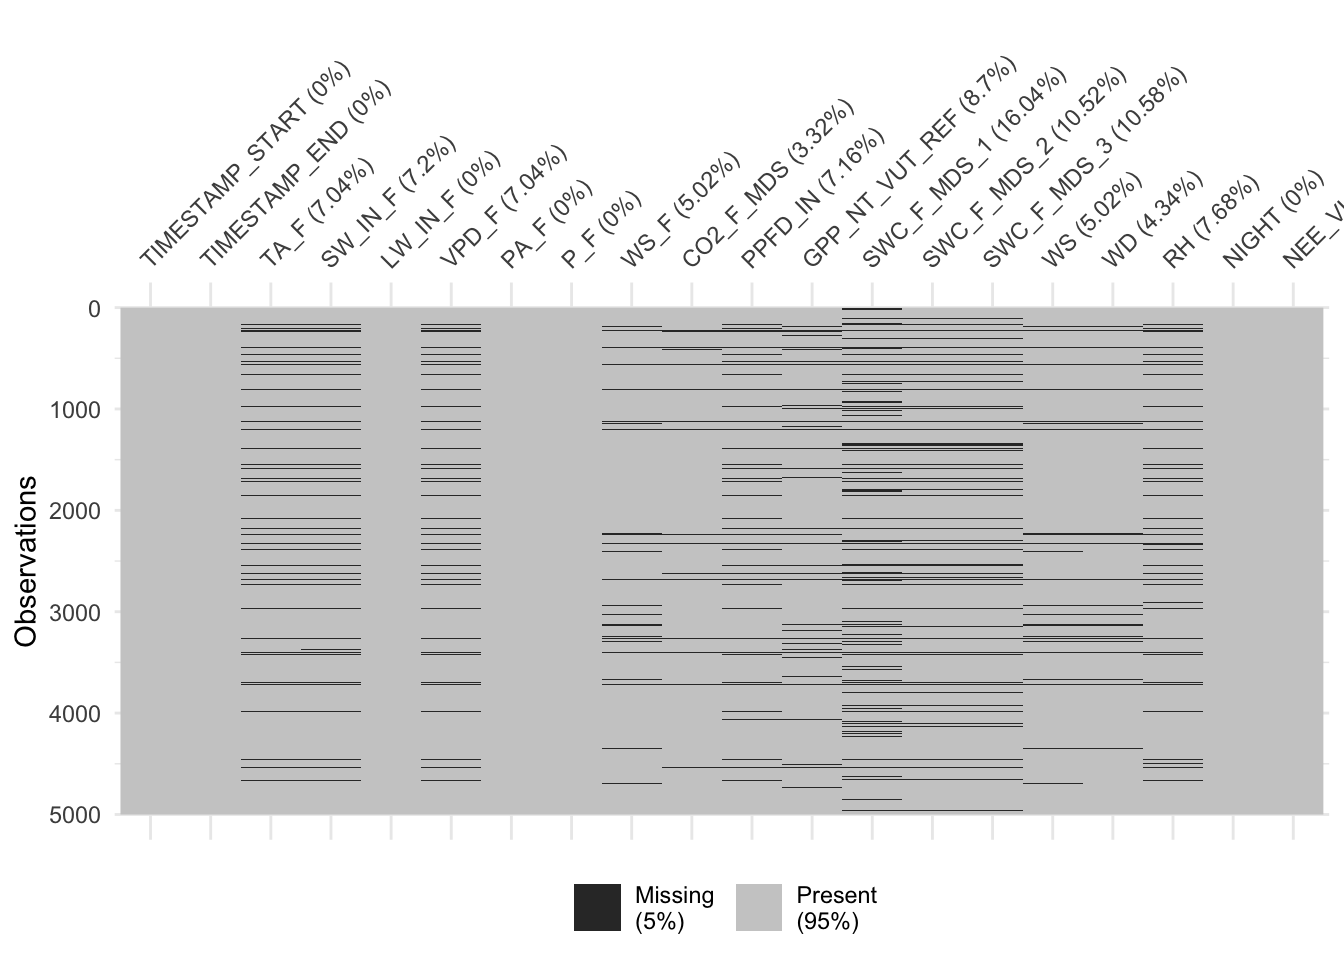 TIMESTAMP_START (0%)
TIMESTAMP_END (0%)
TA_F (7.04%)
SW_IN_F (7.2%)
LW_IN_F (0%)
VPD_F (7.04%)
PA_F (0%)
P_F (0%)
WS_F (5.02%)
CO2_F_MDS (3.32%)
PPFD_IN (7.16%)
GPP_NT_VUT_REF (8.7%)
SWC_F_MDS_1 (16.04%)
SWC_F_MDS_2 (10.52%)
SWC_F_MDS_3 (10.58%)
WS (5.02%)
WD (4.34%)
RH (7.68%)
NIGHT (0%)
Observations
0
1000
2000
3000
4000
5000
Missing
(5%)
Present
(95%)